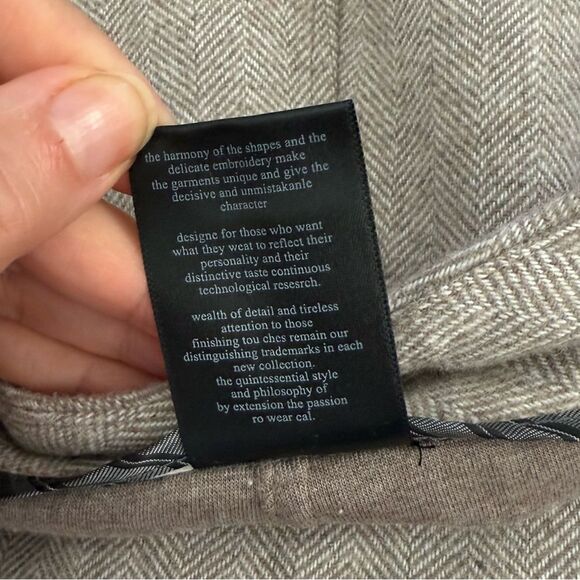 the harmony of the shapes and the
delicate embroidery make
the garments unique and give the
decisive and unmistakanle
character
designe for those who want
what they weat to reflect their
personality and their
distinctive taste continuous
technological resesrch.
wealth of detail and tireless
attention to those
finishing tou ches remain our
distinguishing trademarks in each
new collection.
the quintessential style
and philosophy of
by extension the passion
ro wear cal.